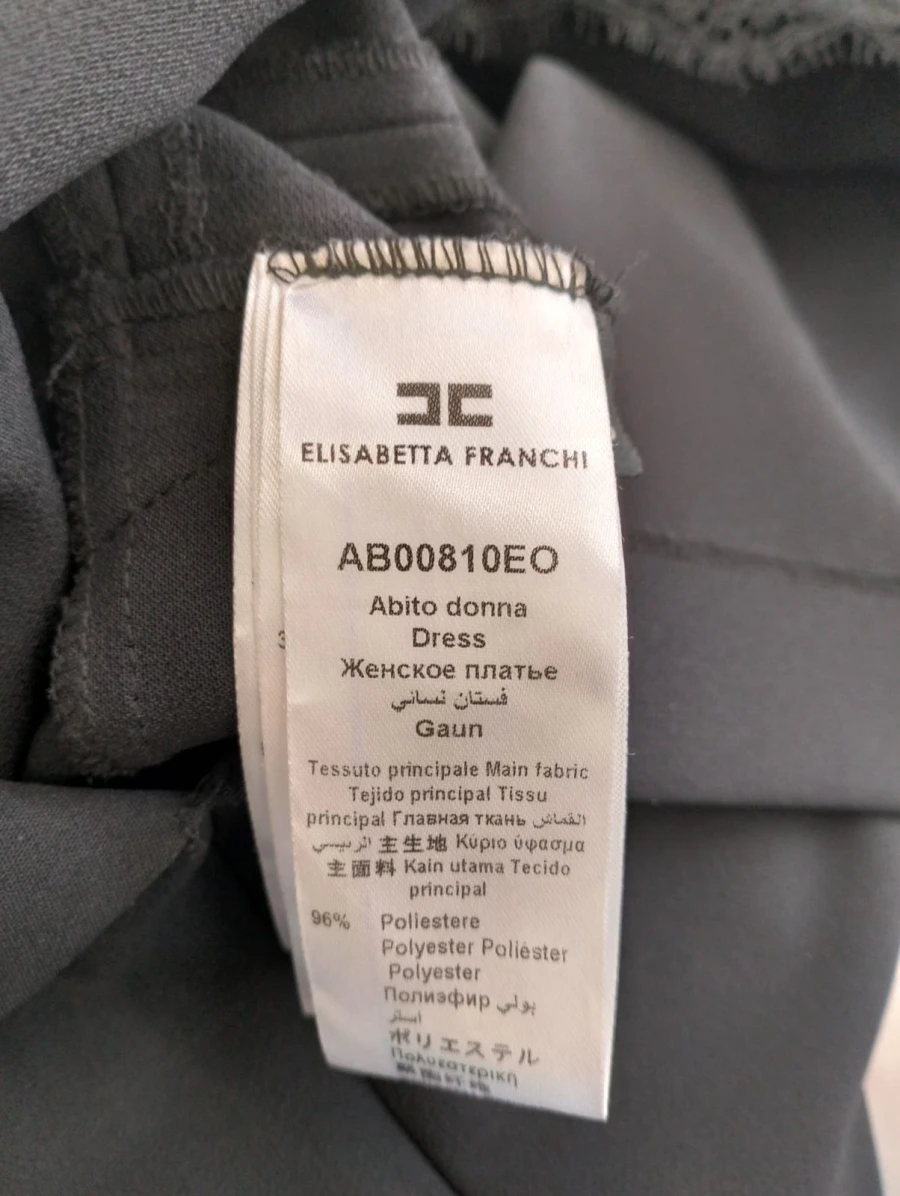 ELISABETTA FRANCHI
AB00810EO
Abito donna
Dress
Женское платье
فستان نسائي
Gaun
Tessuto principale Main fabric
Tejido principal Tissu
principal Главная ткань القماش
الرئيسي 主生地 Κύριο ύφασμα
主面料 Kain utama Tecido
principal
96% Poliestere
Polyester Poliéster
Polyester
Полиэфир بولي
استر
ポリエステル
Πολυεστερική